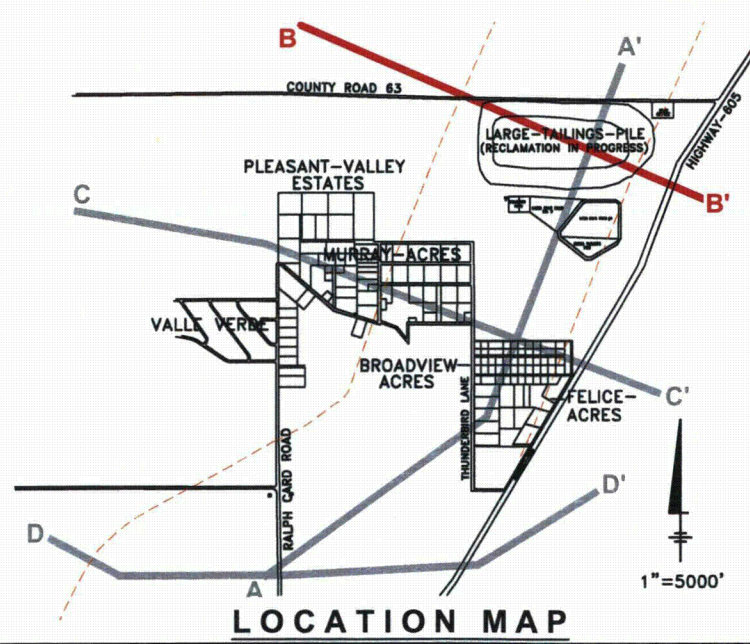 B
A'
COUNTY ROAD 63
HIGHWAY-605
LARGE-TAILINGS-PILE
(RECLAMATION IN PROGRESS)
PLEASANT-VALLEY
ESTATES
C
B'
MURRAY-ACRES
VALLE VERDE
BROADVIEW
ACRES
THUNDERBIRD LANE
FELICE-
ACRES
C'
RALPH CARD ROAD
D
D'
A
1"=5000'
LOCATION MAP